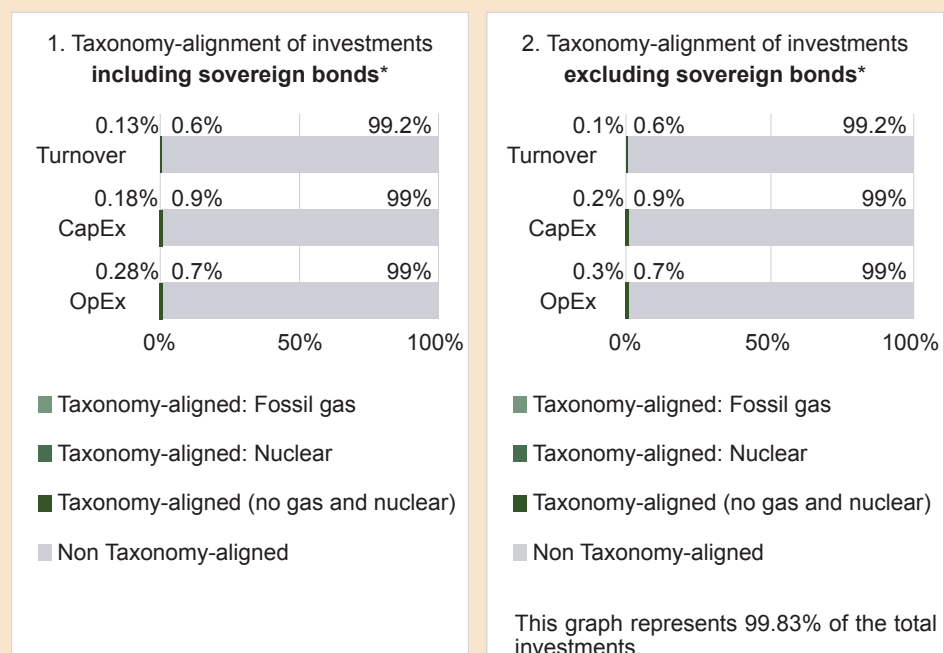 1. Taxonomy-alignment of investments
including sovereign bonds*
0.13% 0.6% 99.2%
Turnover
0.18% 0.9% 99%
CapEx
0.28% 0.7% 99%
OpEx
0% 50% 100%
Taxonomy-aligned: Fossil gas
Taxonomy-aligned: Nuclear
Taxonomy-aligned (no gas and nuclear)
Non Taxonomy-aligned
2. Taxonomy-alignment of investments
excluding sovereign bonds*
0.1% 0.6% 99.2%
Turnover
0.2% 0.9% 99%
CapEx
0.3% 0.7% 99%
OpEx
0% 50% 100%
Taxonomy-aligned: Fossil gas
Taxonomy-aligned: Nuclear
Taxonomy-aligned (no gas and nuclear)
Non Taxonomy-aligned
This graph represents 99.83% of the total
investments.